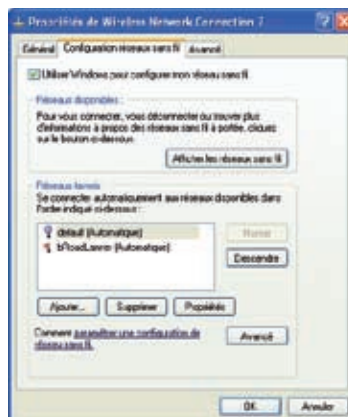 Propriétés de Wireless Network Connection 7
Général
Configuration réseaux sans fil
Avancé
Utiliser Windows pour configurer mon réseau sans fil
Réseaux disponibles :
Pour vous connecter, vous déconnecter ou trouver plus
d'informations à propos des réseaux sans fil à portée, cliquez
sur le bouton ci-dessous.
Afficher les réseaux sans fil
Réseaux favoris
Se connecter automatiquement aux réseaux disponibles dans
l'ordre indiqué ci-dessous :
default (Automatique)
(Automatique)
Monter
Descendre
Ajouter...
Supprimer
Propriétés
Comment paramétrer une configuration de
réseau sans fil.
Avancé
OK
Annuler